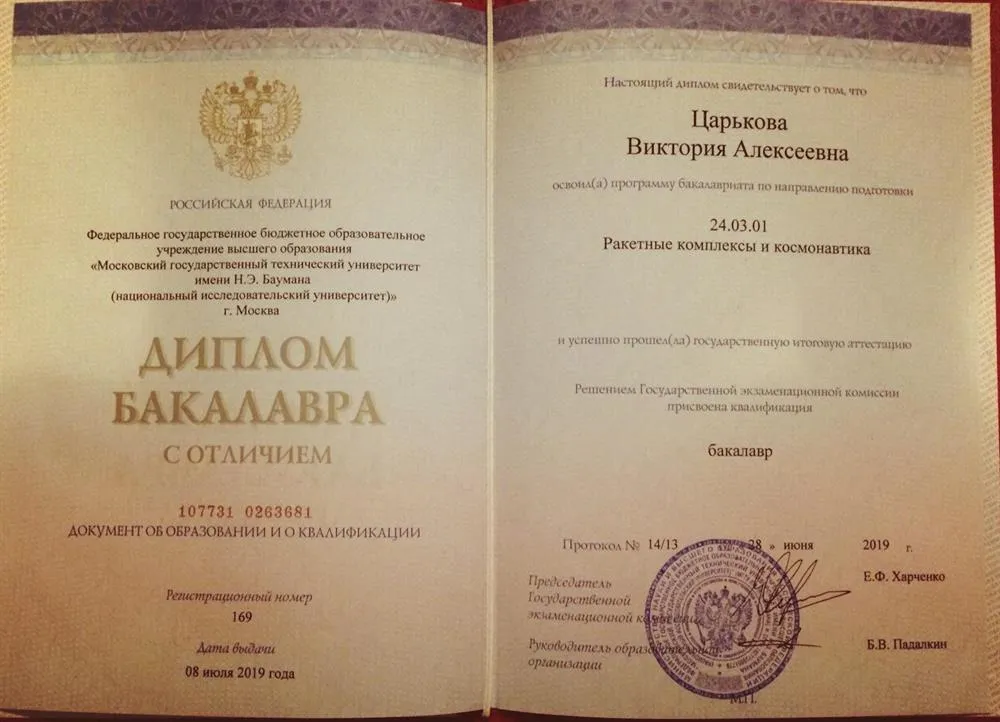 РОССИЙСКАЯ ФЕДЕРАЦИЯ
Федеральное государственное бюджетное образовательное
учреждение высшего образования
«Московский государственный технический университет
имени Н.Э. Баумана
(национальный исследовательский университет)»
г. Москва
ДИПЛОМ
БАКАЛАВРА
С ОТЛИЧИЕМ
107731 0263681
ДОКУМЕНТ ОБ ОБРАЗОВАНИИ И О КВАЛИФИКАЦИИ
Регистрационный номер
169
Дата выдачи
08 июля 2019 года
Настоящий диплом свидетельствует о том, что
Царькова
Виктория Алексеевна
освоил(а) программу бакалавриата по направлению подготовки
24.03.01
Ракетные комплексы и космонавтика
и успешно прошел(ла) государственную итоговую аттестацию
Решением Государственной экзаменационной комиссии
присвоена квалификация
бакалавр
Протокол № 14/13 28 » июня 2019 г.
Председатель
Государственной
экзаменационной комиссии
Е.Ф. Харченко
Руководитель образовательной
организации
Б.В. Падалкин
М.П.